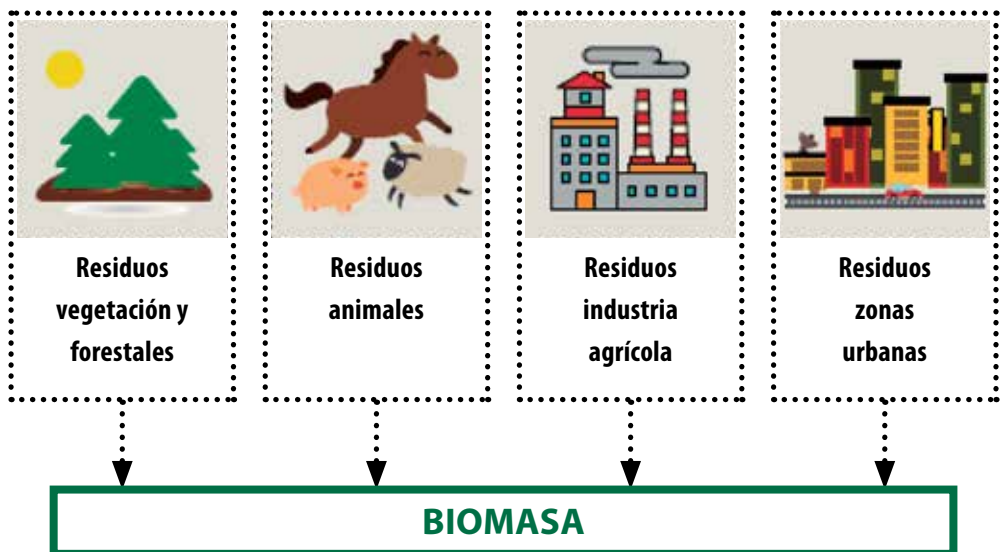 Residuos
vegetación y
forestales
Residuos
animales
Residuos
industria
agrícola
Residuos
zonas
urbanas
BIOMASA